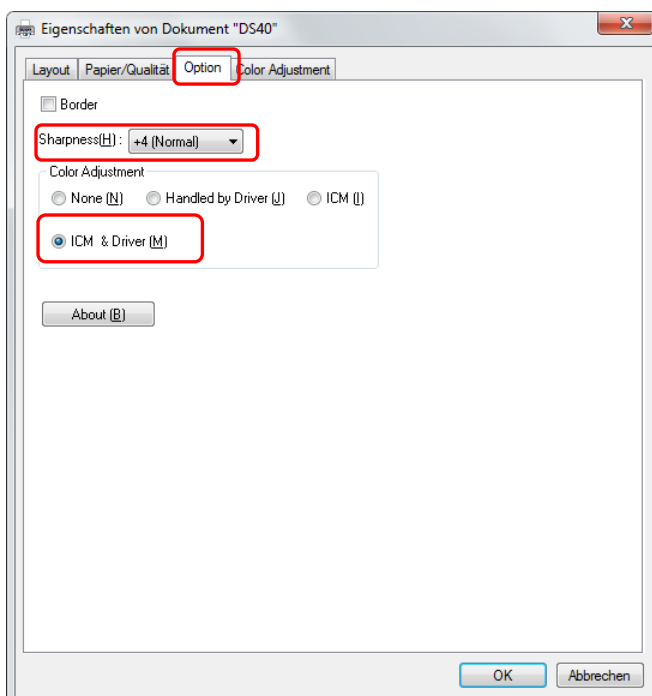 Eigenschaften von Dokument "DS40"
Layout Papier/Qualität Option Color Adjustment
Border
Sharpness(H) : +4 (Normal)
Color Adjustment
None (N) Handled by Driver (J) ICM (I)
ICM & Driver (M)
About (B)
OK Abbrechen